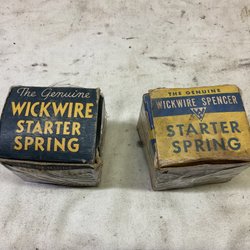 The Genuine
WICKWIRE
STARTER
SPRING
THE GENUINE
WICKWIRE SPENCER
STARTER
SPRING